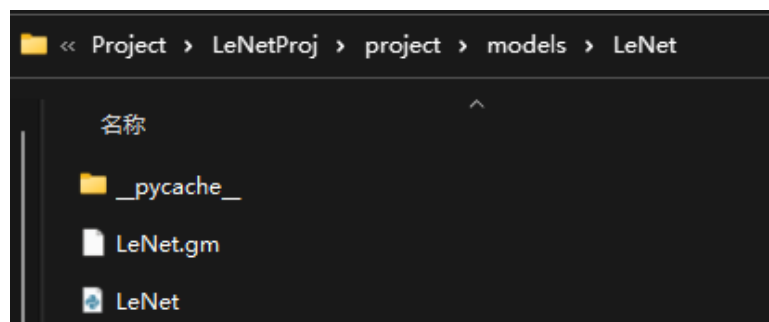 « Project › LeNetProj › project › models › LeNet
名称
__pycache__
LeNet.gm
LeNet